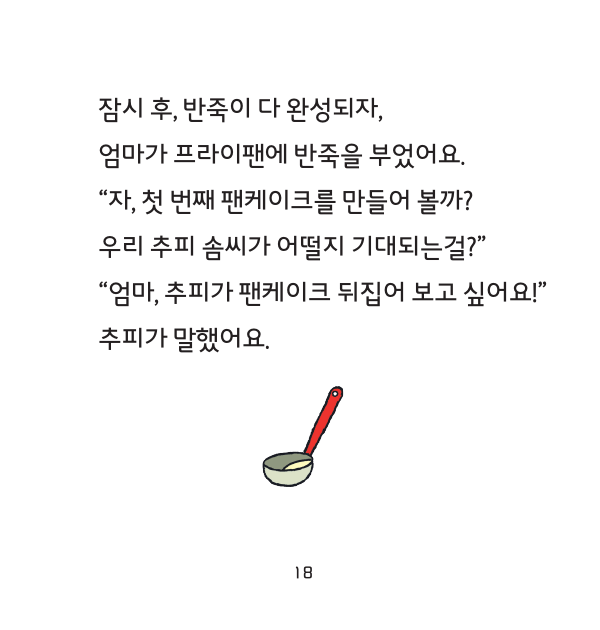 잠시 후, 반죽이 다 완성되자,
엄마가 프라이팬에 반죽을 부었어요.
“자, 첫 번째 팬케이크를 만들어 볼까?
우리 추피 솜씨가 어떨지 기대되는걸?”
“엄마, 추피가 팬케이크 뒤집어 보고 싶어요!”
추피가 말했어요.
18